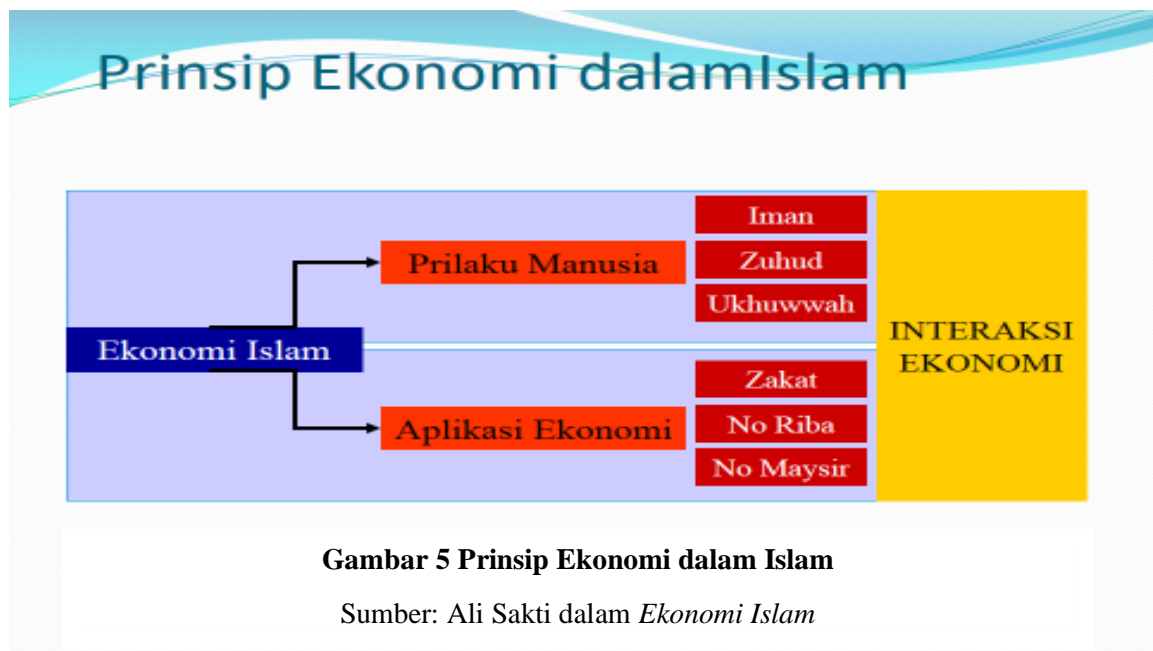 Prinsip Ekonomi dalamIslam
Iman
Prilaku Manusia
Zuhud
Ukhuwwah
Ekonomi Islam
INTERAKSI
EKONOMI
Zakat
Aplikasi Ekonomi
No Riba
No Maysir
Gambar 5 Prinsip Ekonomi dalam Islam
Sumber: Ali Sakti dalam Ekonomi Islam